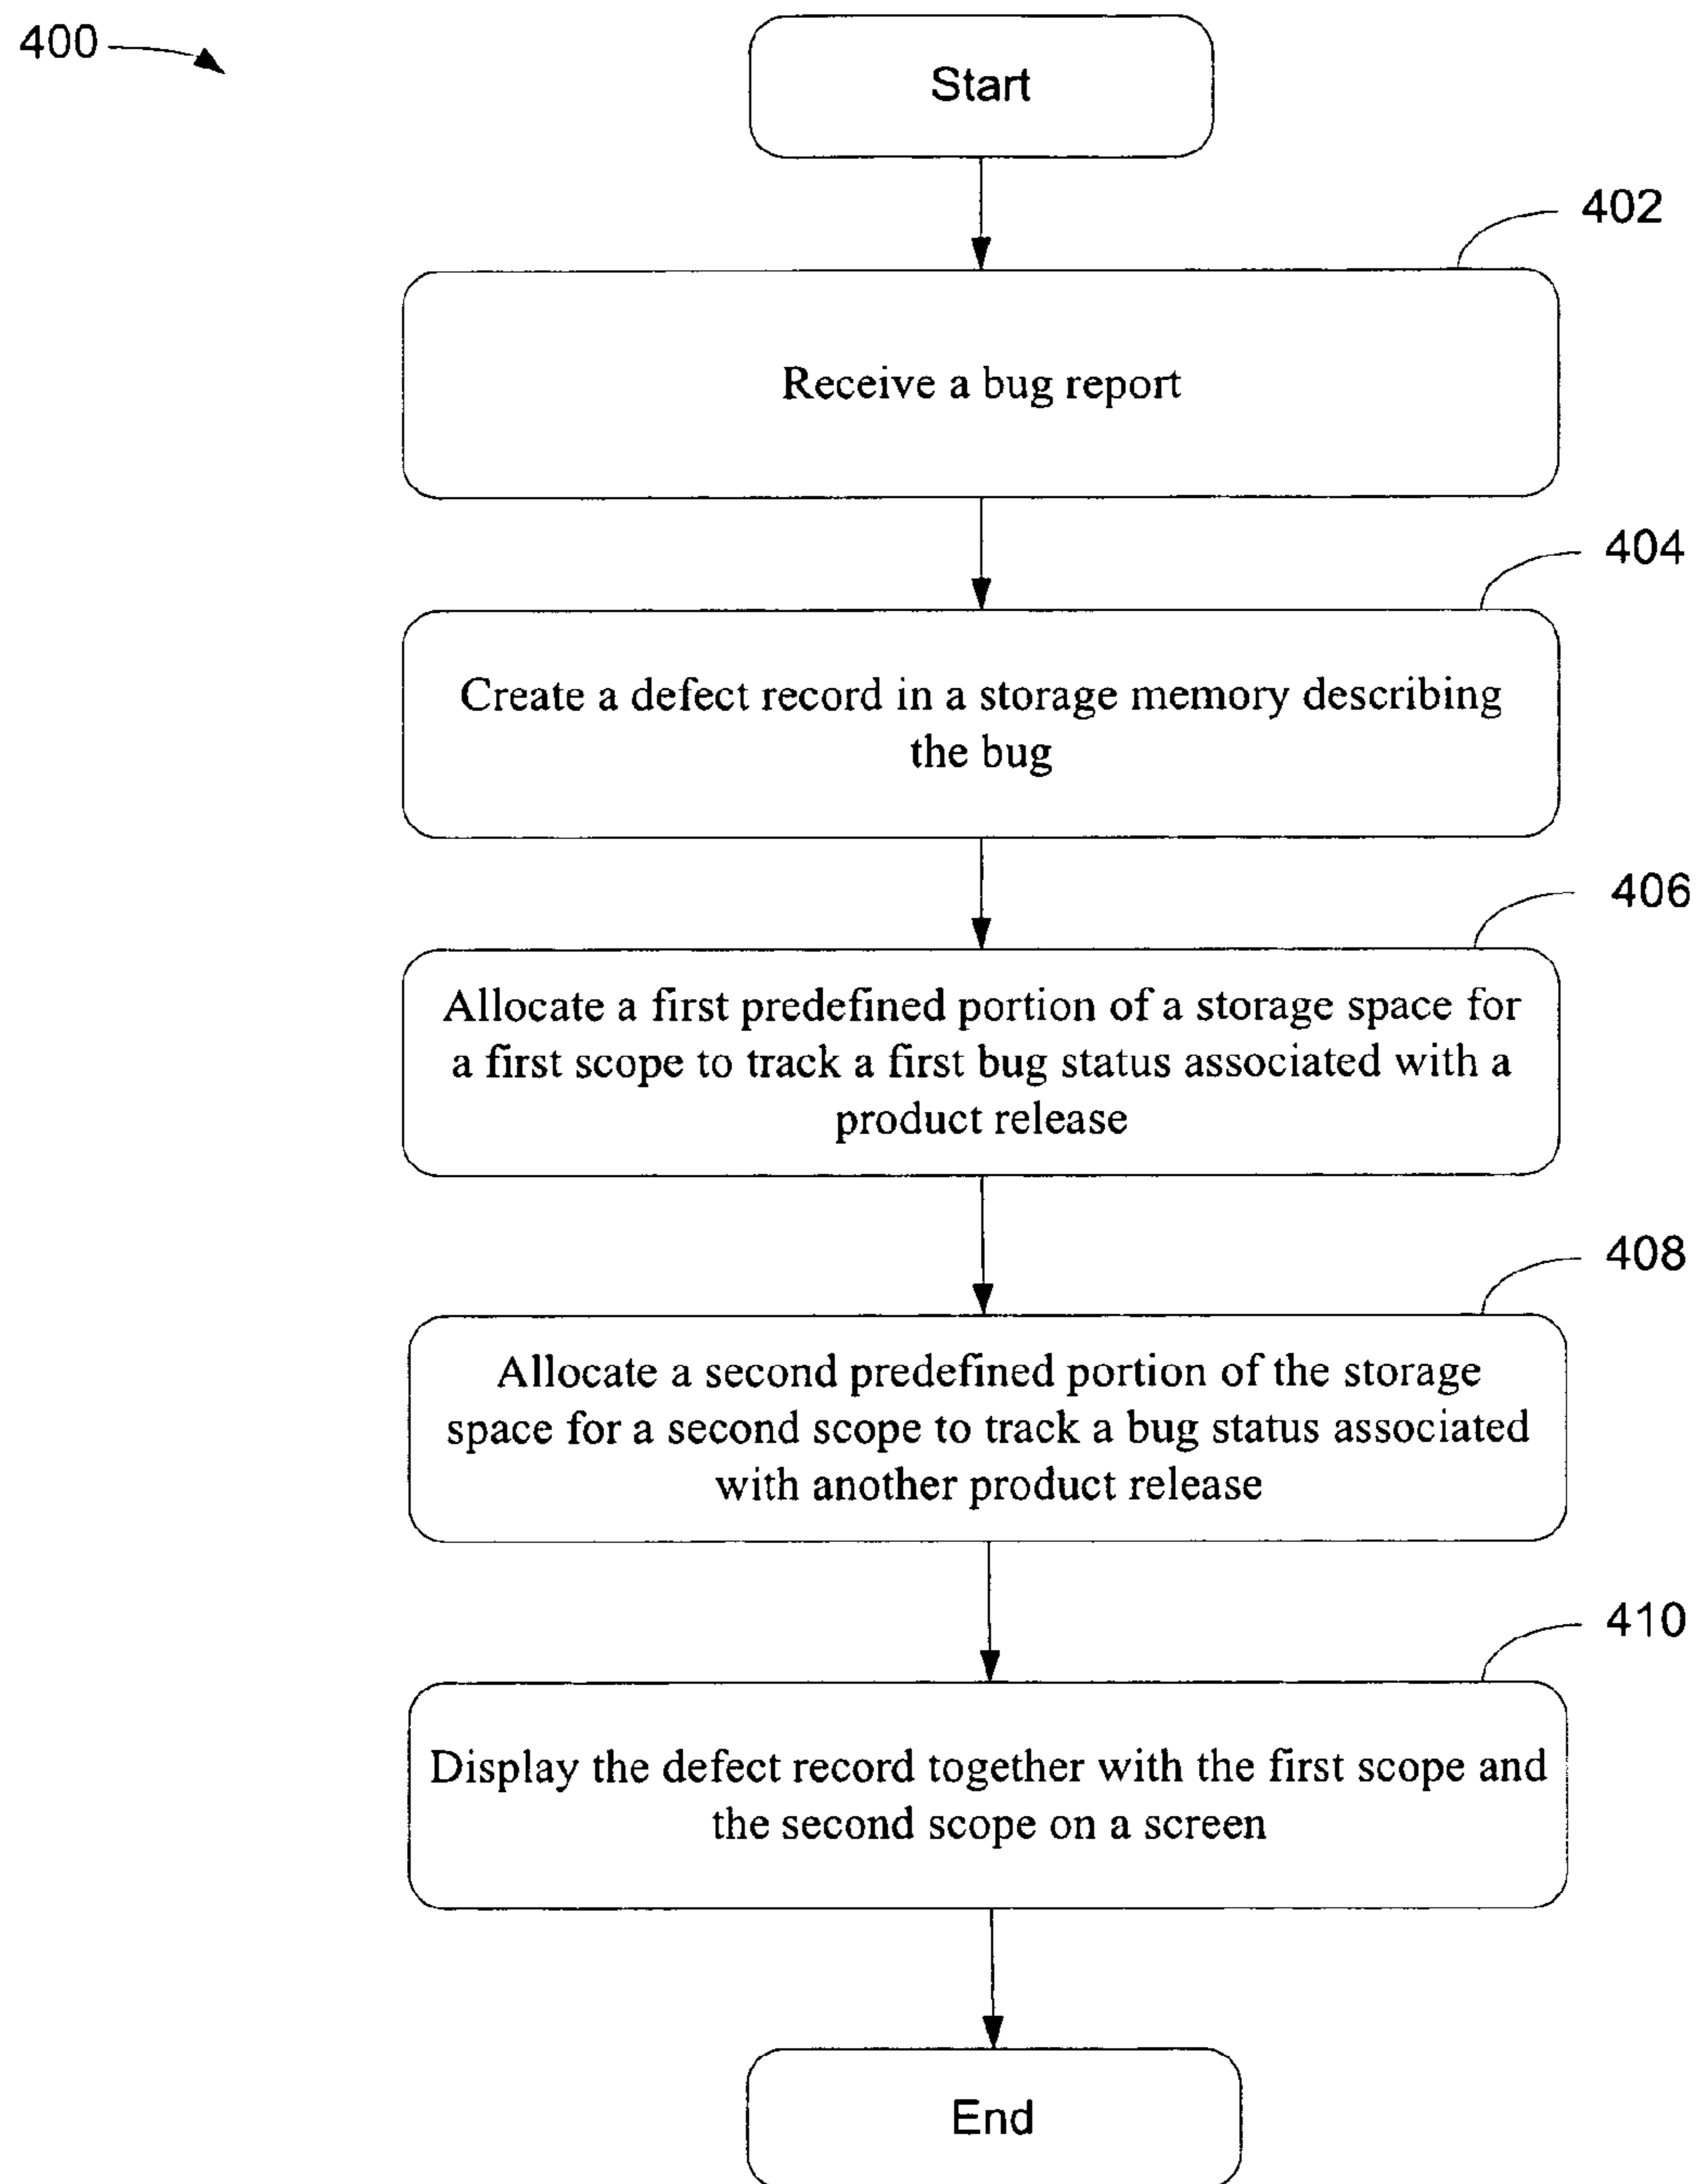 400
Start
402
Receive a bug report
404
Create a defect record in a storage memory describing
the bug
406
Allocate a first predefined portion of a storage space for
a first scope to track a first bug status associated with a
product release
408
Allocate a second predefined portion of the storage
space for a second scope to track a bug status associated
with another product release
410
Display the defect record together with the first scope and
the second scope on a screen
End